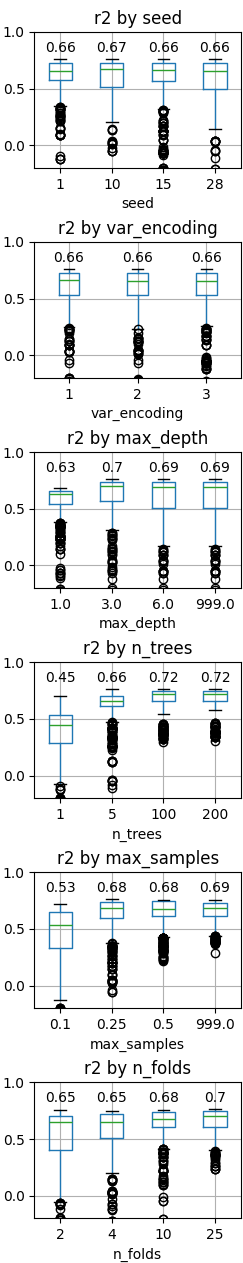 r2 by seed
1.0
0.66 0.67 0.66 0.66
0.5
0.0
1 10 15 28
seed
r2 by var_encoding
1.0
0.66 0.66 0.66
0.5
0.0
1 2 3
var_encoding
r2 by max_depth
1.0
0.63 0.7 0.69 0.69
0.5
0.0
1.0 3.0 6.0 999.0
max_depth
r2 by n_trees
1.0
0.45 0.66 0.72 0.72
0.5
0.0
1 5 100 200
n_trees
r2 by max_samples
1.0
0.53 0.68 0.68 0.69
0.5
0.0
0.1 0.25 0.5 999.0
max_samples
r2 by n_folds
1.0
0.65 0.65 0.68 0.7
0.5
0.0
2 4 10 25
n_folds